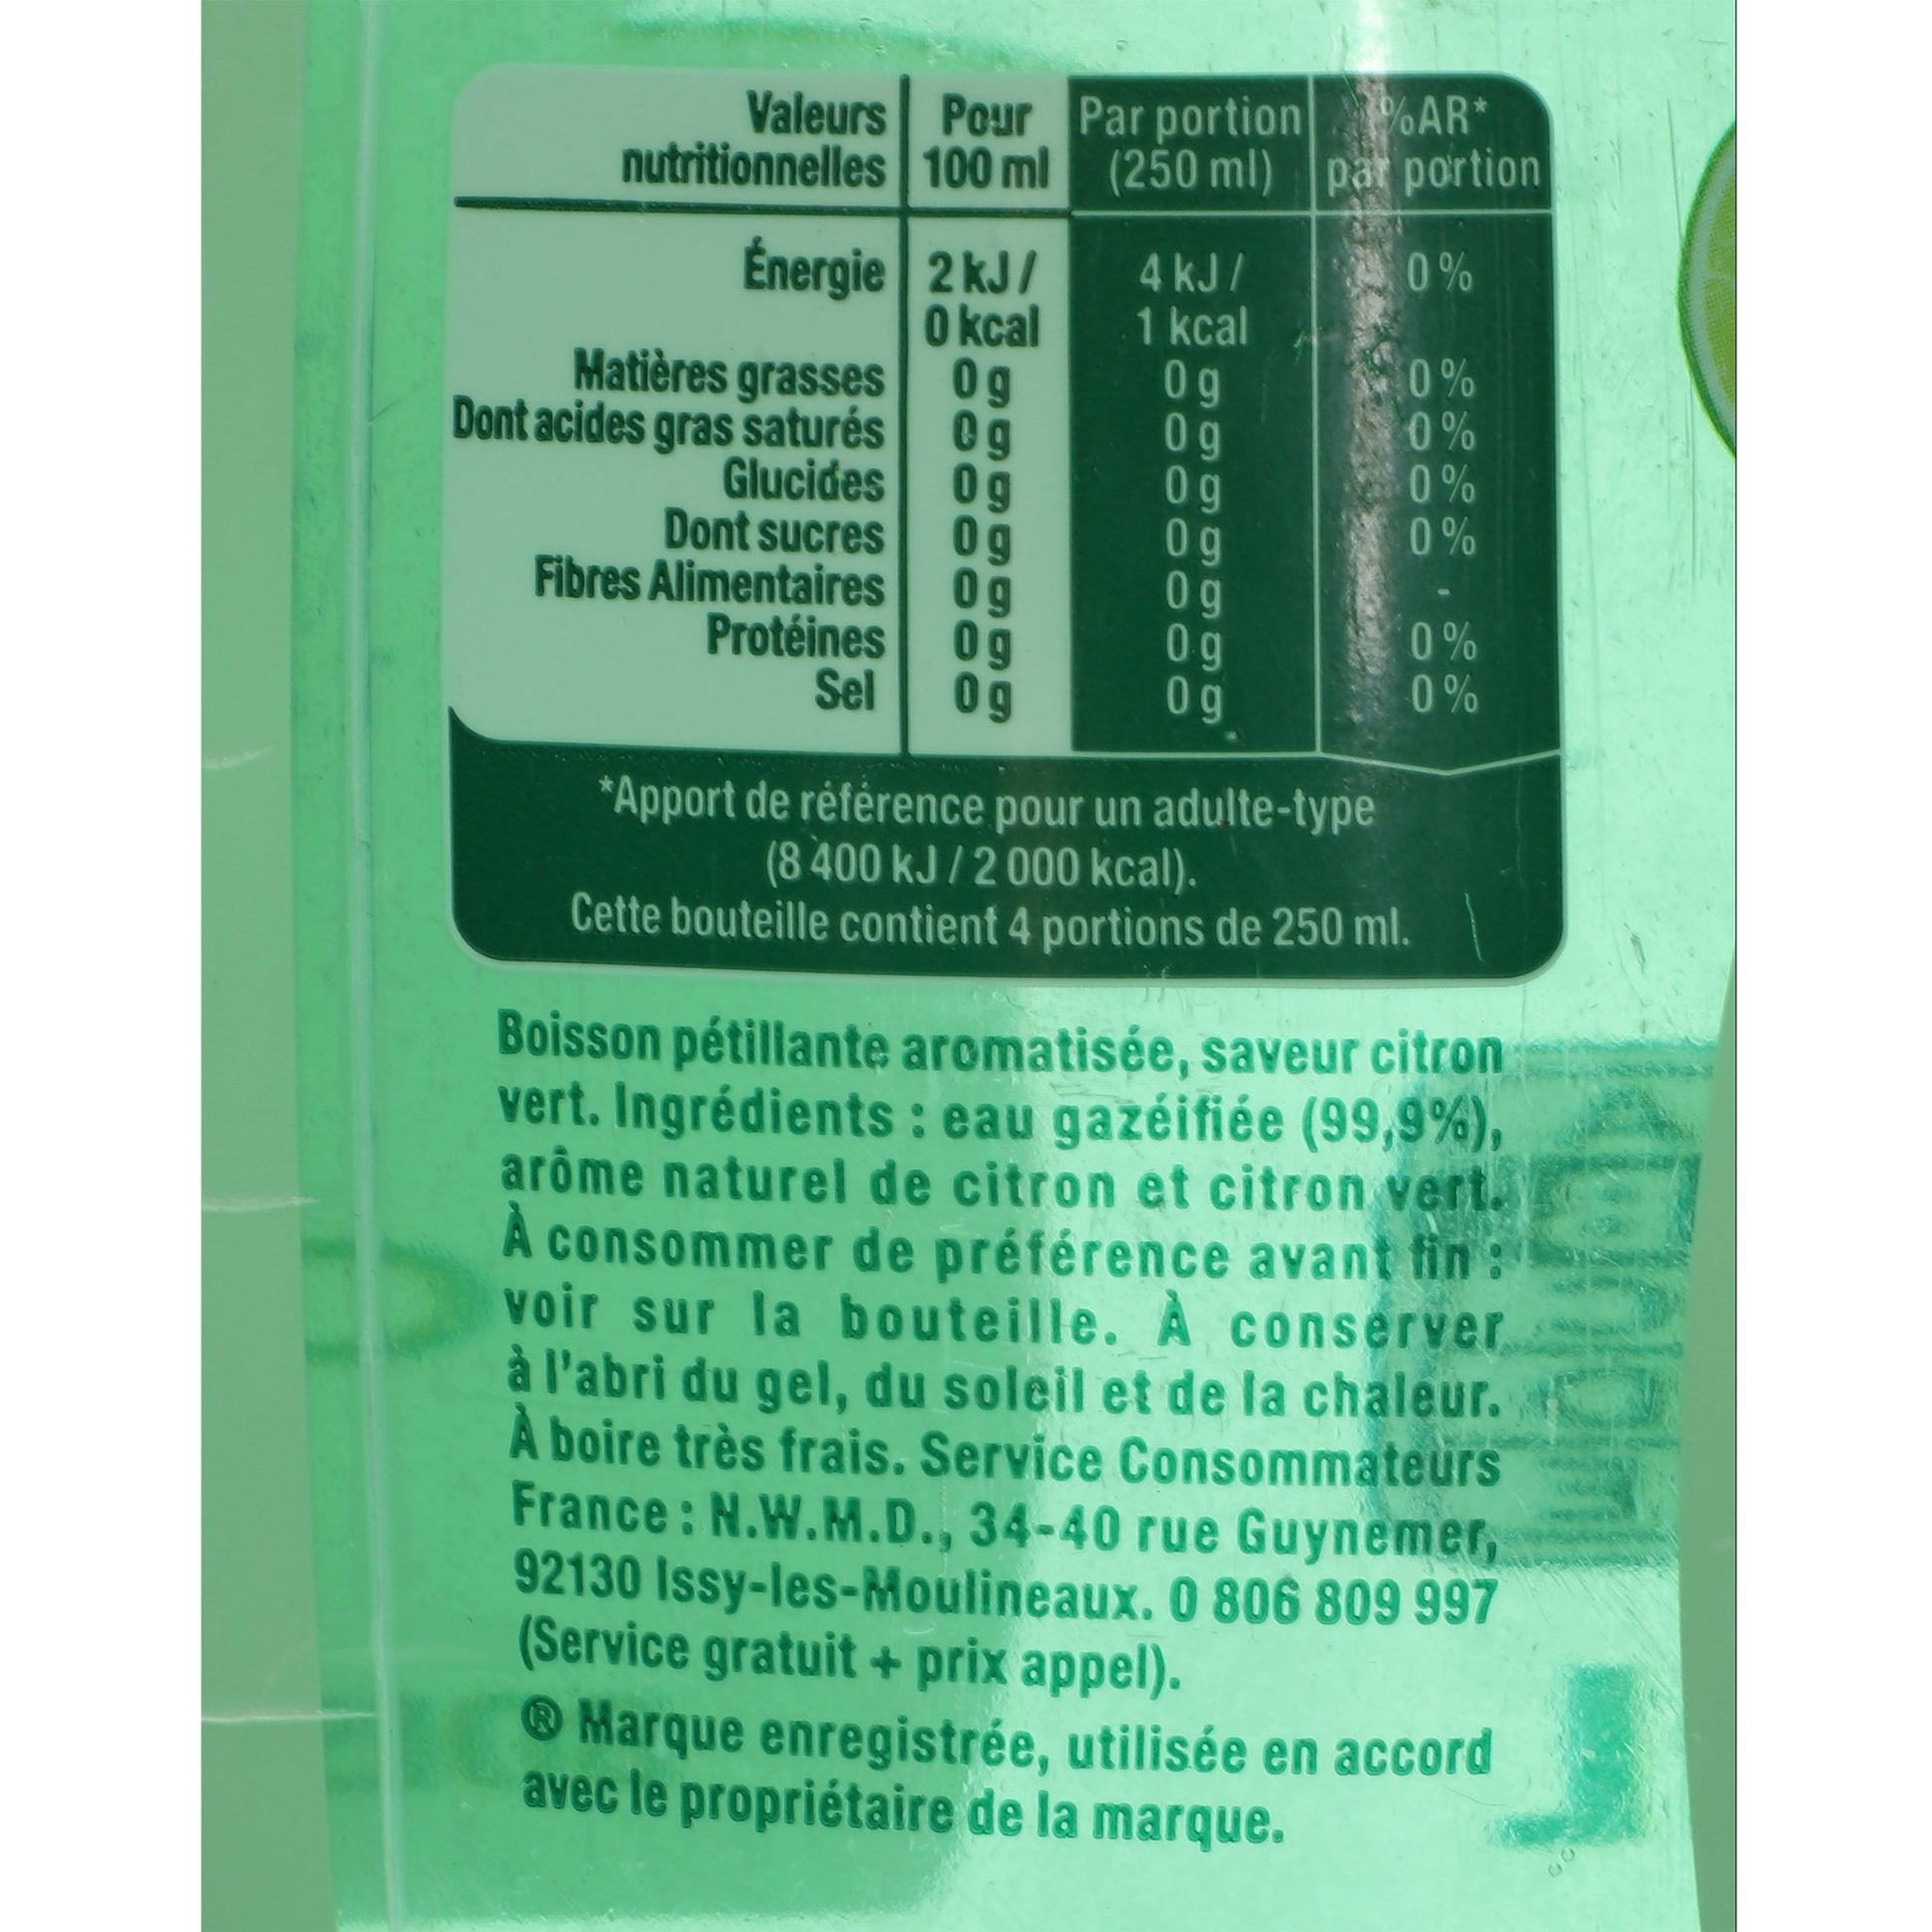 Valeurs nutritionnelles Pour 100 ml Par portion (250 ml) %AR* par portion
Énergie 2 kJ / 0 kcal 4 kJ / 1 kcal 0 %
Matières grasses 0 g 0 g 0 %
Dont acides gras saturés 0 g 0 g 0 %
Glucides 0 g 0 g 0 %
Dont sucres 0 g 0 g 0 %
Fibres Alimentaires 0 g 0 g -
Protéines 0 g 0 g 0 %
Sel 0 g 0 g 0 %
*Apport de référence pour un adulte-type
(8 400 kJ / 2 000 kcal).
Cette bouteille contient 4 portions de 250 ml.
Boisson pétillante aromatisée, saveur citron
vert. Ingrédients : eau gazéifiée (99,9%),
arôme naturel de citron et citron vert.
À consommer de préférence avant fin :
voir sur la bouteille. À conserver
à l'abri du gel, du soleil et de la chaleur.
À boire très frais. Service Consommateurs
France : N.W.M.D., 34-40 rue Guynemer,
92130 Issy-les-Moulineaux. 0 806 809 997
(Service gratuit + prix appel).
® Marque enregistrée, utilisée en accord
avec le propriétaire de la marque.